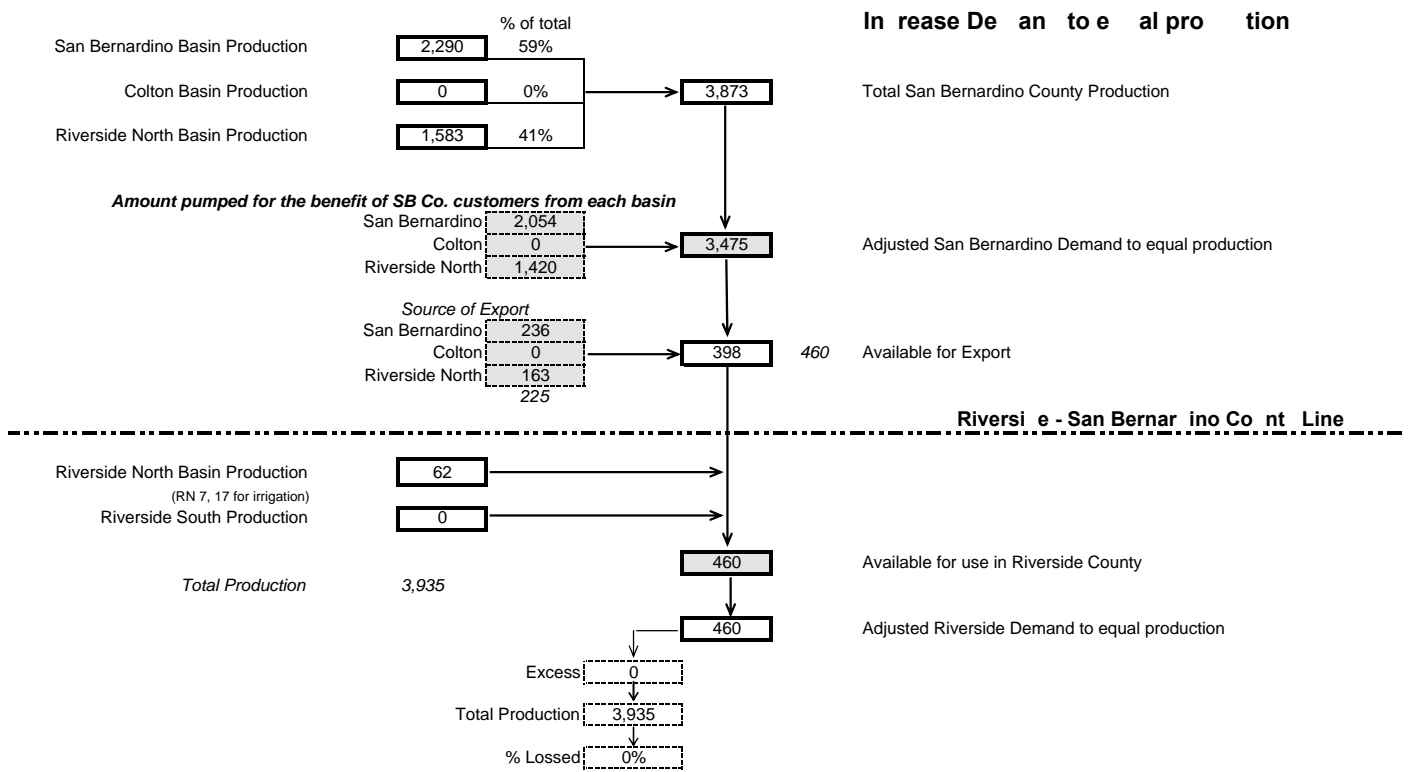 In rease De an to e al pro tion
% of total
San Bernardino Basin Production 2,290 59%
Colton Basin Production 0 0% 3,873 Total San Bernardino County Production
Riverside North Basin Production 1,583 41%
Amount pumped for the benefit of SB Co. customers from each basin
San Bernardino 2,054
Colton 0 3,475 Adjusted San Bernardino Demand to equal production
Riverside North 1,420
Source of Export
San Bernardino 236
Colton 0 398 460 Available for Export
Riverside North 163
225
Riversi e - San Bernar ino Co nt Line
Riverside North Basin Production 62
(RN 7, 17 for irrigation)
Riverside South Production 0
460 Available for use in Riverside County
Total Production 3,935
460 Adjusted Riverside Demand to equal production
Excess 0
Total Production 3,935
% Lossed 0%